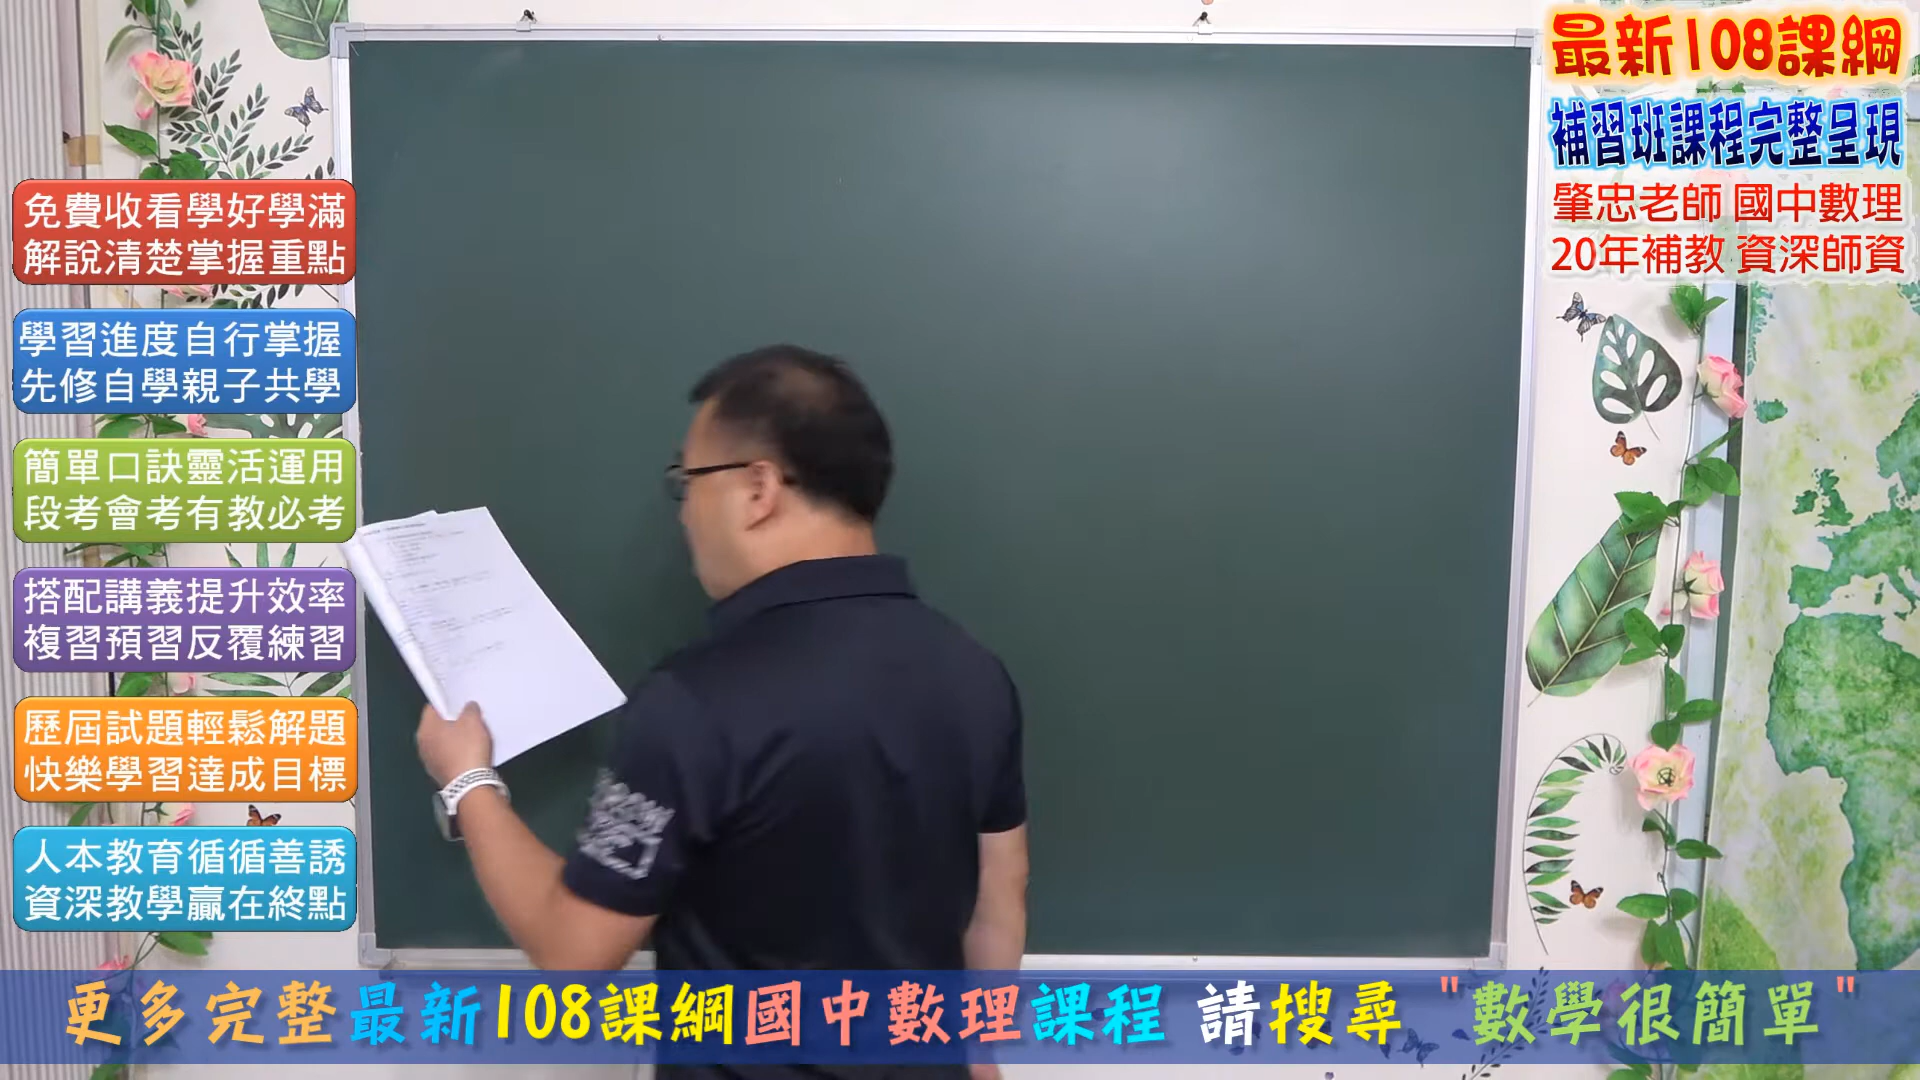 最新108課綱
補習班課程完整呈現
肇忠老師 國中數理
20年補教 資深師資
免費收看學好學滿
解說清楚掌握重點
學習進度自行掌握
先修自學親子共學
簡單口訣靈活運用
段考會考有教必考
搭配講義提升效率
複習預習反覆練習
歷屆試題輕鬆解題
快樂學習達成目標
人本教育循循善誘
資深教學贏在終點
更多完整最新108課綱國中數理課程 請搜尋 "數學很簡單"